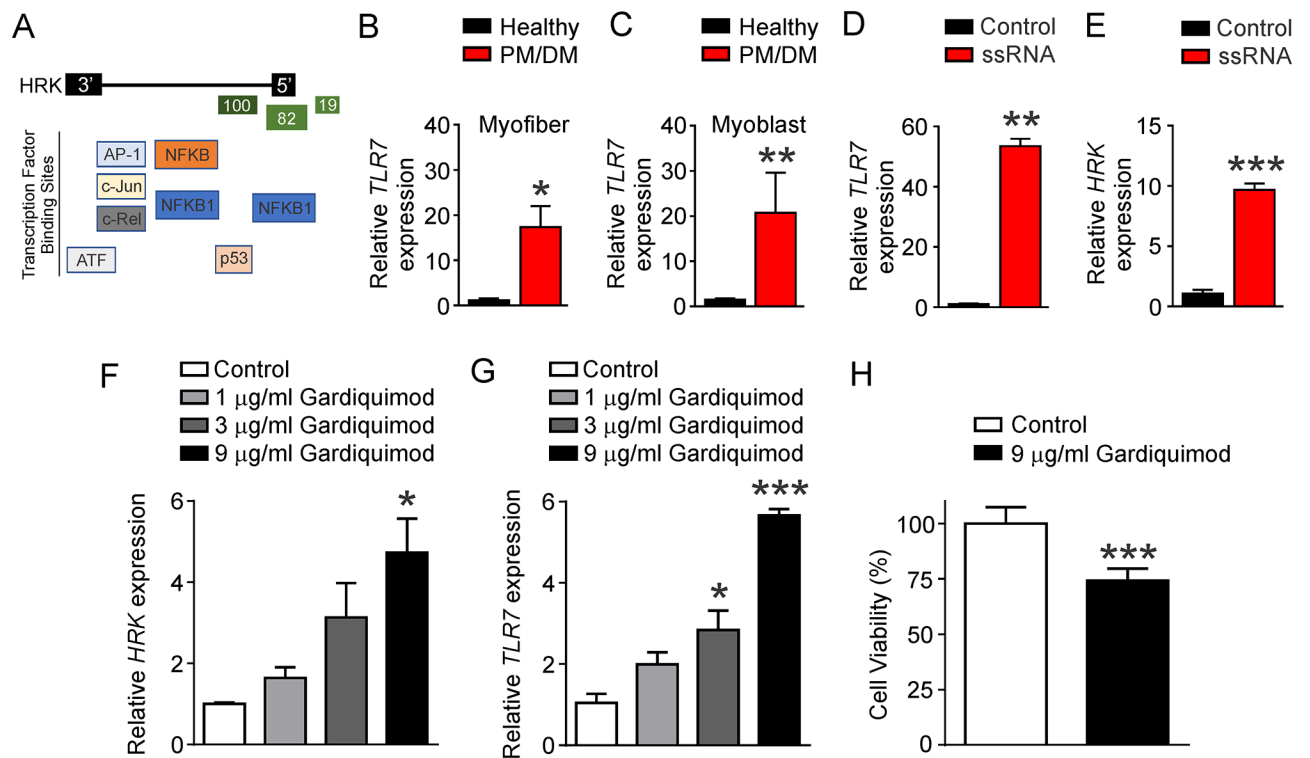 A
HRK
3’
5’
100
82
19
Transcription Factor
Binding Sites
AP-1
NFKB
c-Jun
NFKB1
NFKB1
c-Rel
ATF
p53
B
Healthy
PM/DM
Myofiber
*
Relative TLR7
expression
40
30
20
10
0
C
Healthy
PM/DM
Myoblast
**
Relative TLR7
expression
40
30
20
10
0
D
Control
ssRNA
**
Relative TLR7
expression
60
40
20
0
E
Control
ssRNA
***
Relative HRK
expression
15
10
5
0
F
Control
1 μg/ml Gardiquimod
3 μg/ml Gardiquimod
9 μg/ml Gardiquimod
*
Relative HRK expression
6
4
2
0
G
Control
1 μg/ml Gardiquimod
3 μg/ml Gardiquimod
9 μg/ml Gardiquimod
***
*
Relative TLR7 expression
6
4
2
0
H
Control
9 μg/ml Gardiquimod
***
Cell Viability (%)
100
75
50
25
0